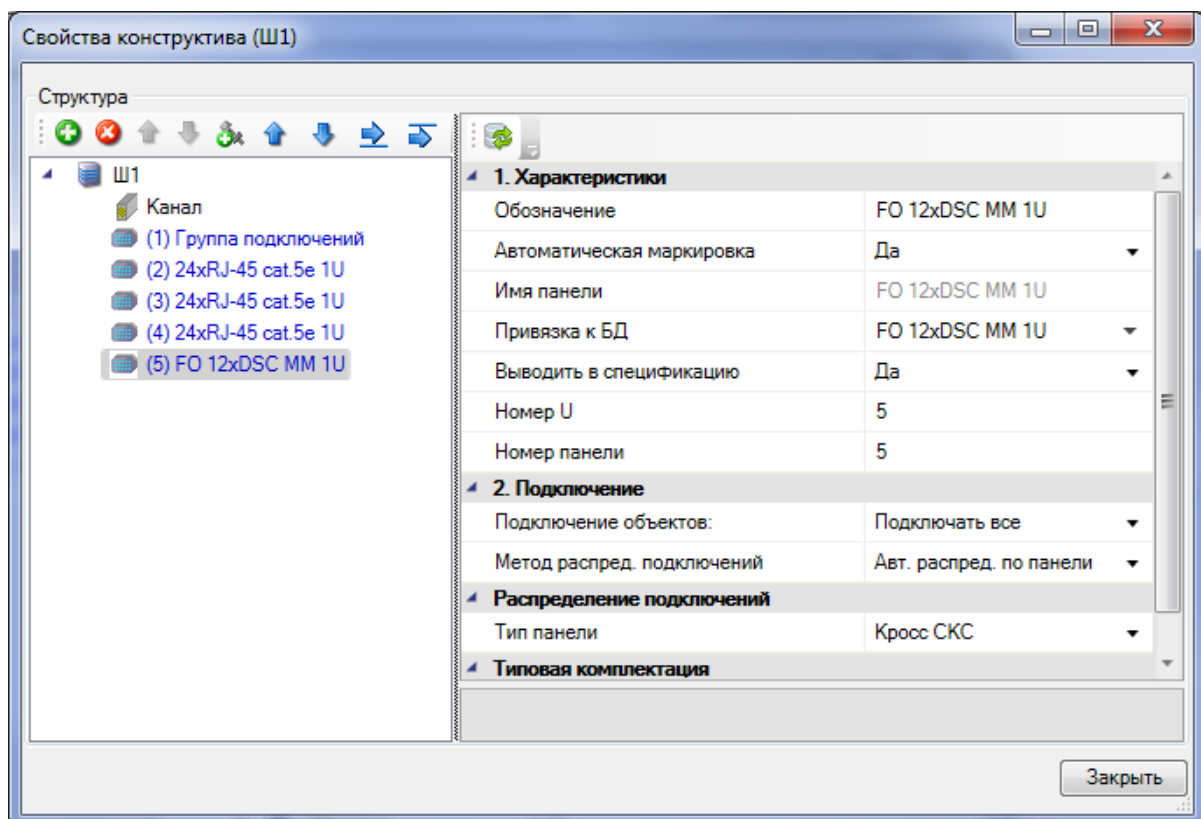 Свойства конструктива (Ш1)
Структура
Ш1
Канал
(1) Группа подключений
(2) 24xRJ-45 cat.5e 1U
(3) 24xRJ-45 cat.5e 1U
(4) 24xRJ-45 cat.5e 1U
(5) FO 12xDSC MM 1U
1. Характеристики
Обозначение FO 12xDSC MM 1U
Автоматическая маркировка Да
Имя панели FO 12xDSC MM 1U
Привязка к БД FO 12xDSC MM 1U
Выводить в спецификацию Да
Номер U 5
Номер панели 5
2. Подключение
Подключение объектов: Подключать все
Метод распред. подключений Авт. распред. по панели
Распределение подключений
Тип панели Кросс СКС
Типовая комплектация
Закрыть